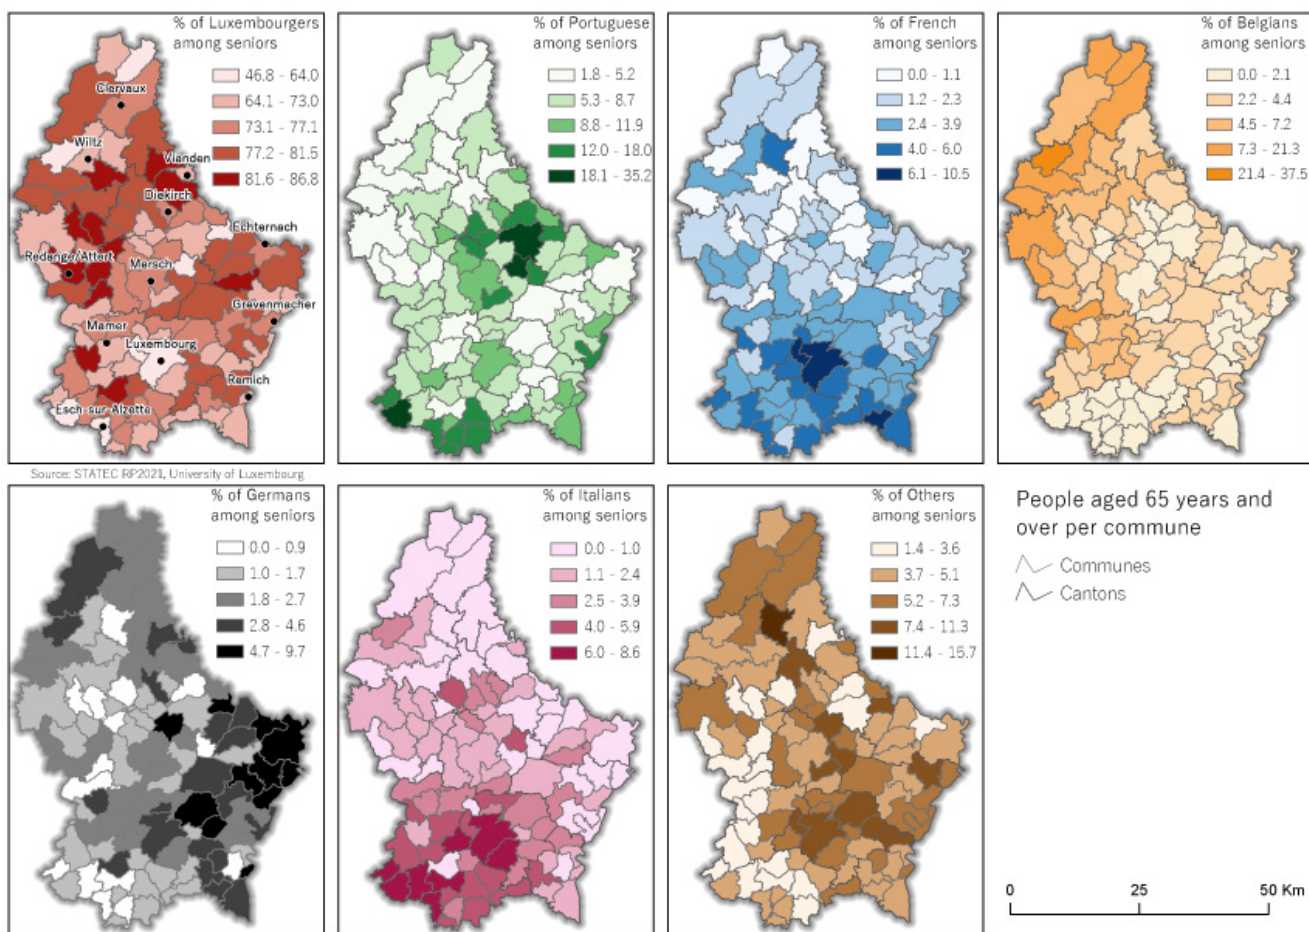 % of Luxembourgers
among seniors
46.8 - 64.0
64.1 - 73.0
73.1 - 77.1
77.2 - 81.5
81.6 - 86.8
Clervaux
Wiltz
Vianden
Diekirch
Echternach
Redange/Attert
Mersch
Grevenmacher
Mamer
Luxembourg
Remich
Esch-sur-Alzette
% of Portuguese
among seniors
1.8 - 5.2
5.3 - 8.7
8.8 - 11.9
12.0 - 18.0
18.1 - 35.2
% of French
among seniors
0.0 - 1.1
1.2 - 2.3
2.4 - 3.9
4.0 - 6.0
6.1 - 10.5
% of Belgians
among seniors
0.0 - 2.1
2.2 - 4.4
4.5 - 7.2
7.3 - 21.3
21.4 - 37.5
Source: STATEC RP2021, University of Luxembourg
% of Germans
among seniors
0.0 - 0.9
1.0 - 1.7
1.8 - 2.7
2.8 - 4.6
4.7 - 9.7
% of Italians
among seniors
0.0 - 1.0
1.1 - 2.4
2.5 - 3.9
4.0 - 5.9
6.0 - 8.6
% of Others
among seniors
1.4 - 3.6
3.7 - 5.1
5.2 - 7.3
7.4 - 11.3
11.4 - 15.7
People aged 65 years and
over per commune
Communes
Cantons
0 25 50 Km